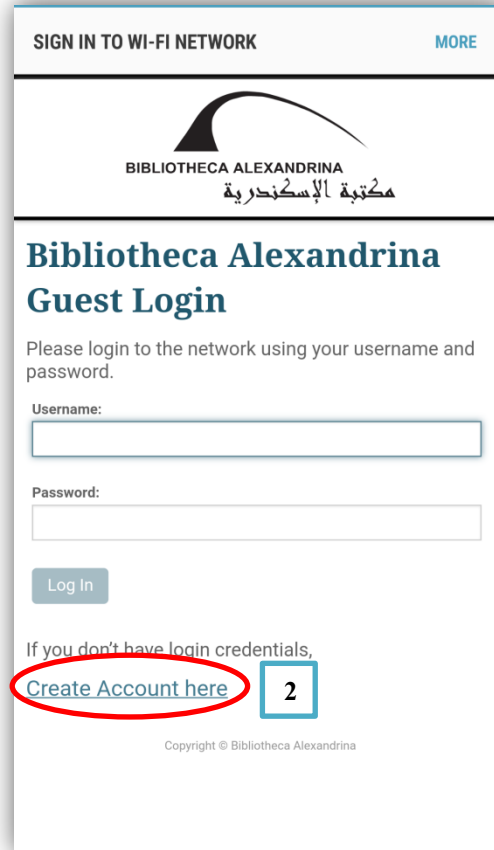 SIGN IN TO WI-FI NETWORK MORE
BIBLIOTHECA ALEXANDRINA
مكتبة الإسكندرية
Bibliotheca Alexandrina
Guest Login
Please login to the network using your username and
password.
Username:
Password:
Log In
If you don't have login credentials,
Create Account here 2
Copyright © Bibliotheca Alexandrina